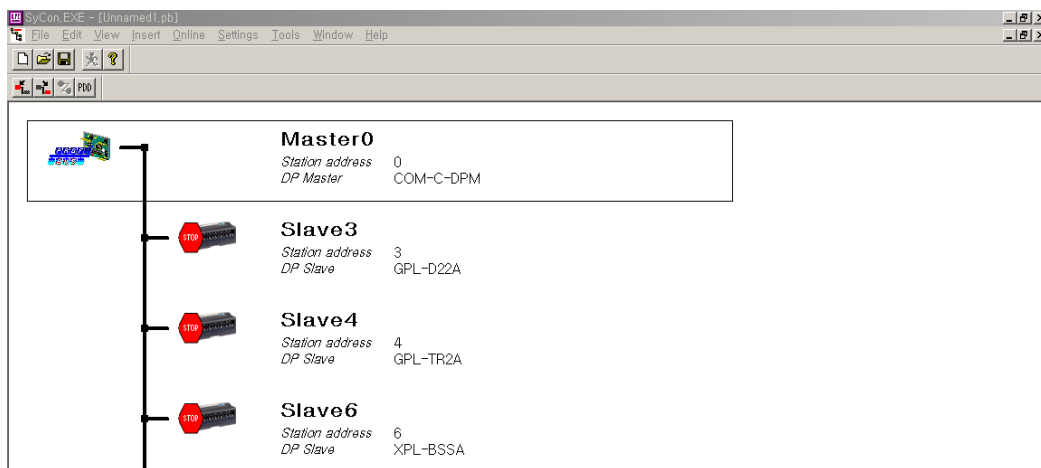 SyCon.EXE - [Unnamed1.pb]
File Edit View Insert Online Settings Tools Window Help
PDD
Master0
Station address 0
DP Master COM-C-DPM
STOP
Slave3
Station address 3
DP Slave GPL-D22A
STOP
Slave4
Station address 4
DP Slave GPL-TR2A
STOP
Slave6
Station address 6
DP Slave XPL-BSSA